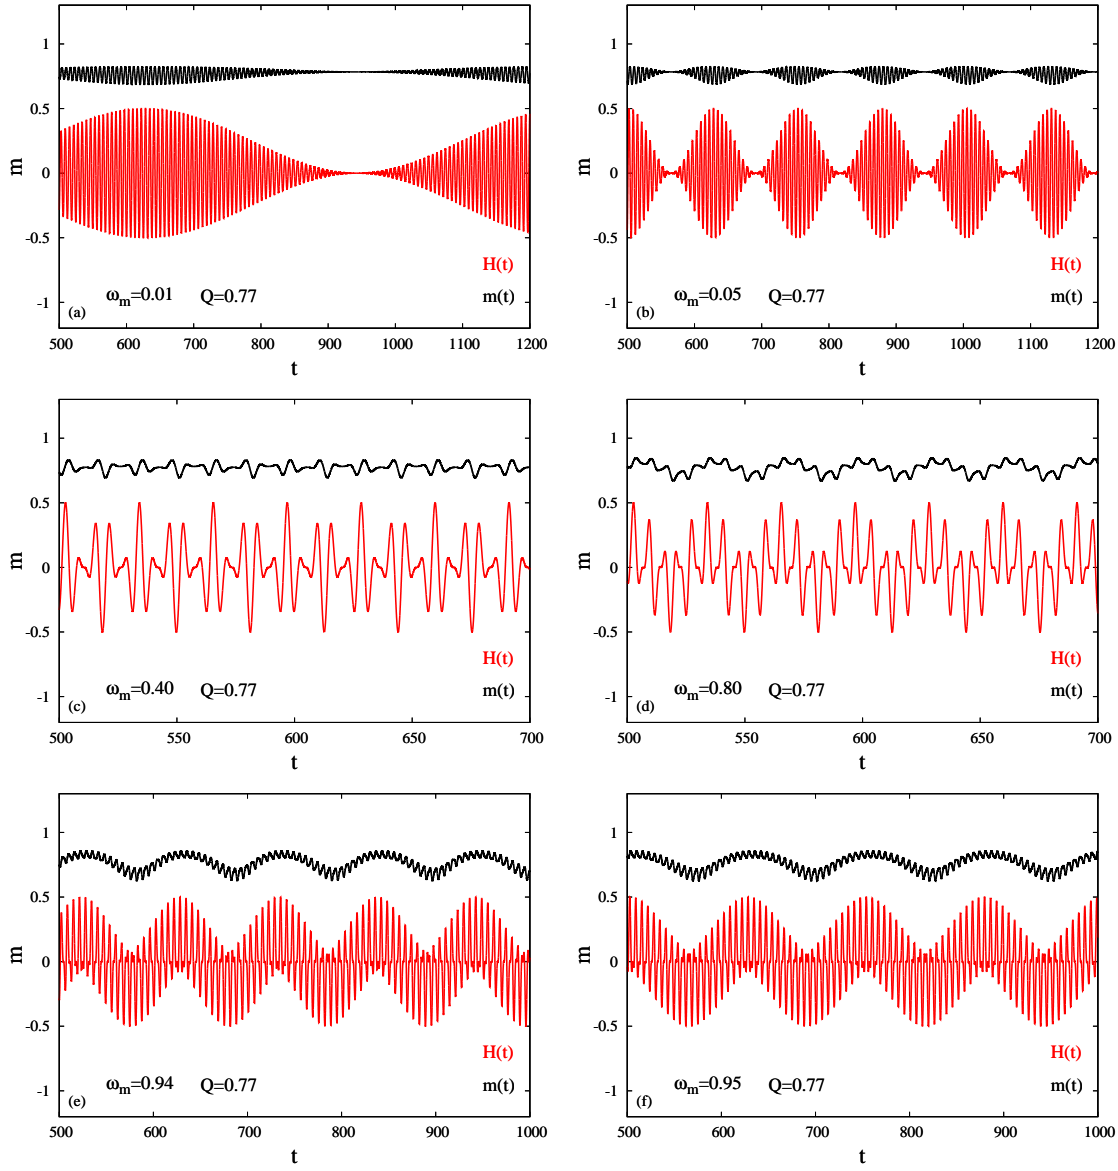 1
0.5
0
-0.5
-1
m
H(t)
ω_m=0.01 Q=0.77 m(t)
(a)
500 600 700 800 900 1000 1100 1200
t
1
0.5
0
-0.5
-1
m
H(t)
ω_m=0.05 Q=0.77 m(t)
(b)
500 600 700 800 900 1000 1100 1200
t
1
0.5
0
-0.5
-1
m
H(t)
ω_m=0.40 Q=0.77 m(t)
(c)
500 550 600 650 700
t
1
0.5
0
-0.5
-1
m
H(t)
ω_m=0.80 Q=0.77 m(t)
(d)
500 550 600 650 700
t
1
0.5
0
-0.5
-1
m
H(t)
ω_m=0.94 Q=0.77 m(t)
(e)
500 600 700 800 900 1000
t
1
0.5
0
-0.5
-1
m
H(t)
ω_m=0.95 Q=0.77 m(t)
(f)
500 600 700 800 900 1000
t